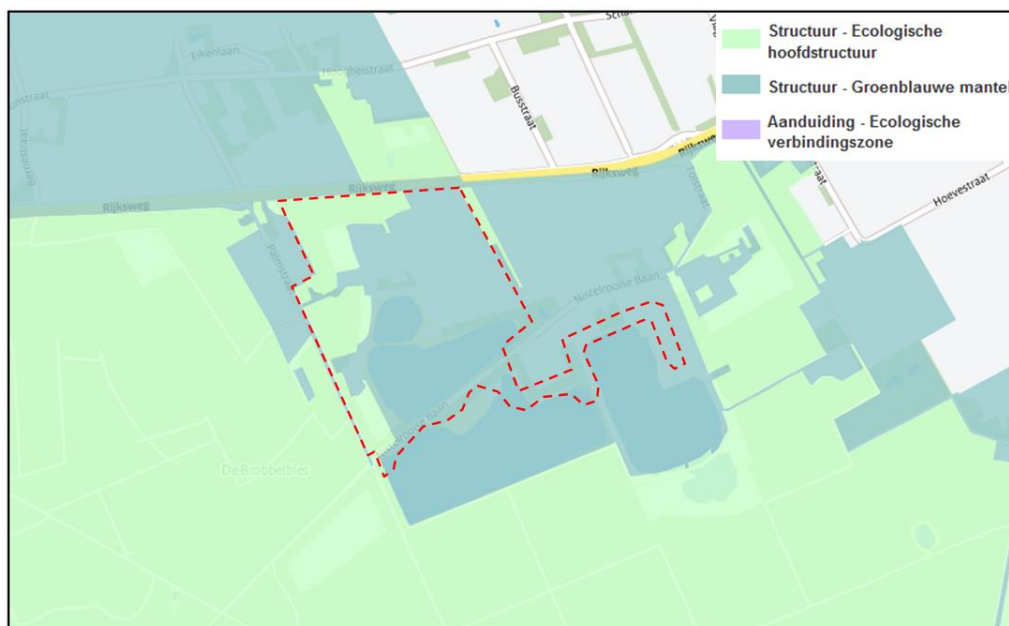 Structuur - Ecologische
hoofdstructuur
Structuur - Groenblauwe mantel
Aanduiding - Ecologische
verbindingszone
Eikenlaan
Busstraat
Rijksweg
Rijksweg
Rijksweg
Hoevestraat
Nistelrooise Baan
Nistelrooise Baan
De Brobbelbies